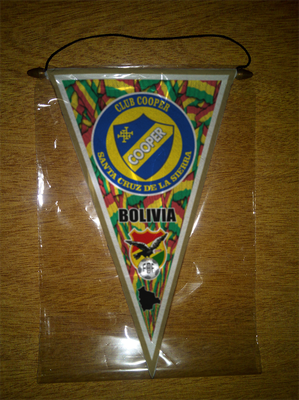 CLUB COOPER
COOPER
SANTA CRUZ DE LA SIERRA
BOLIVIA